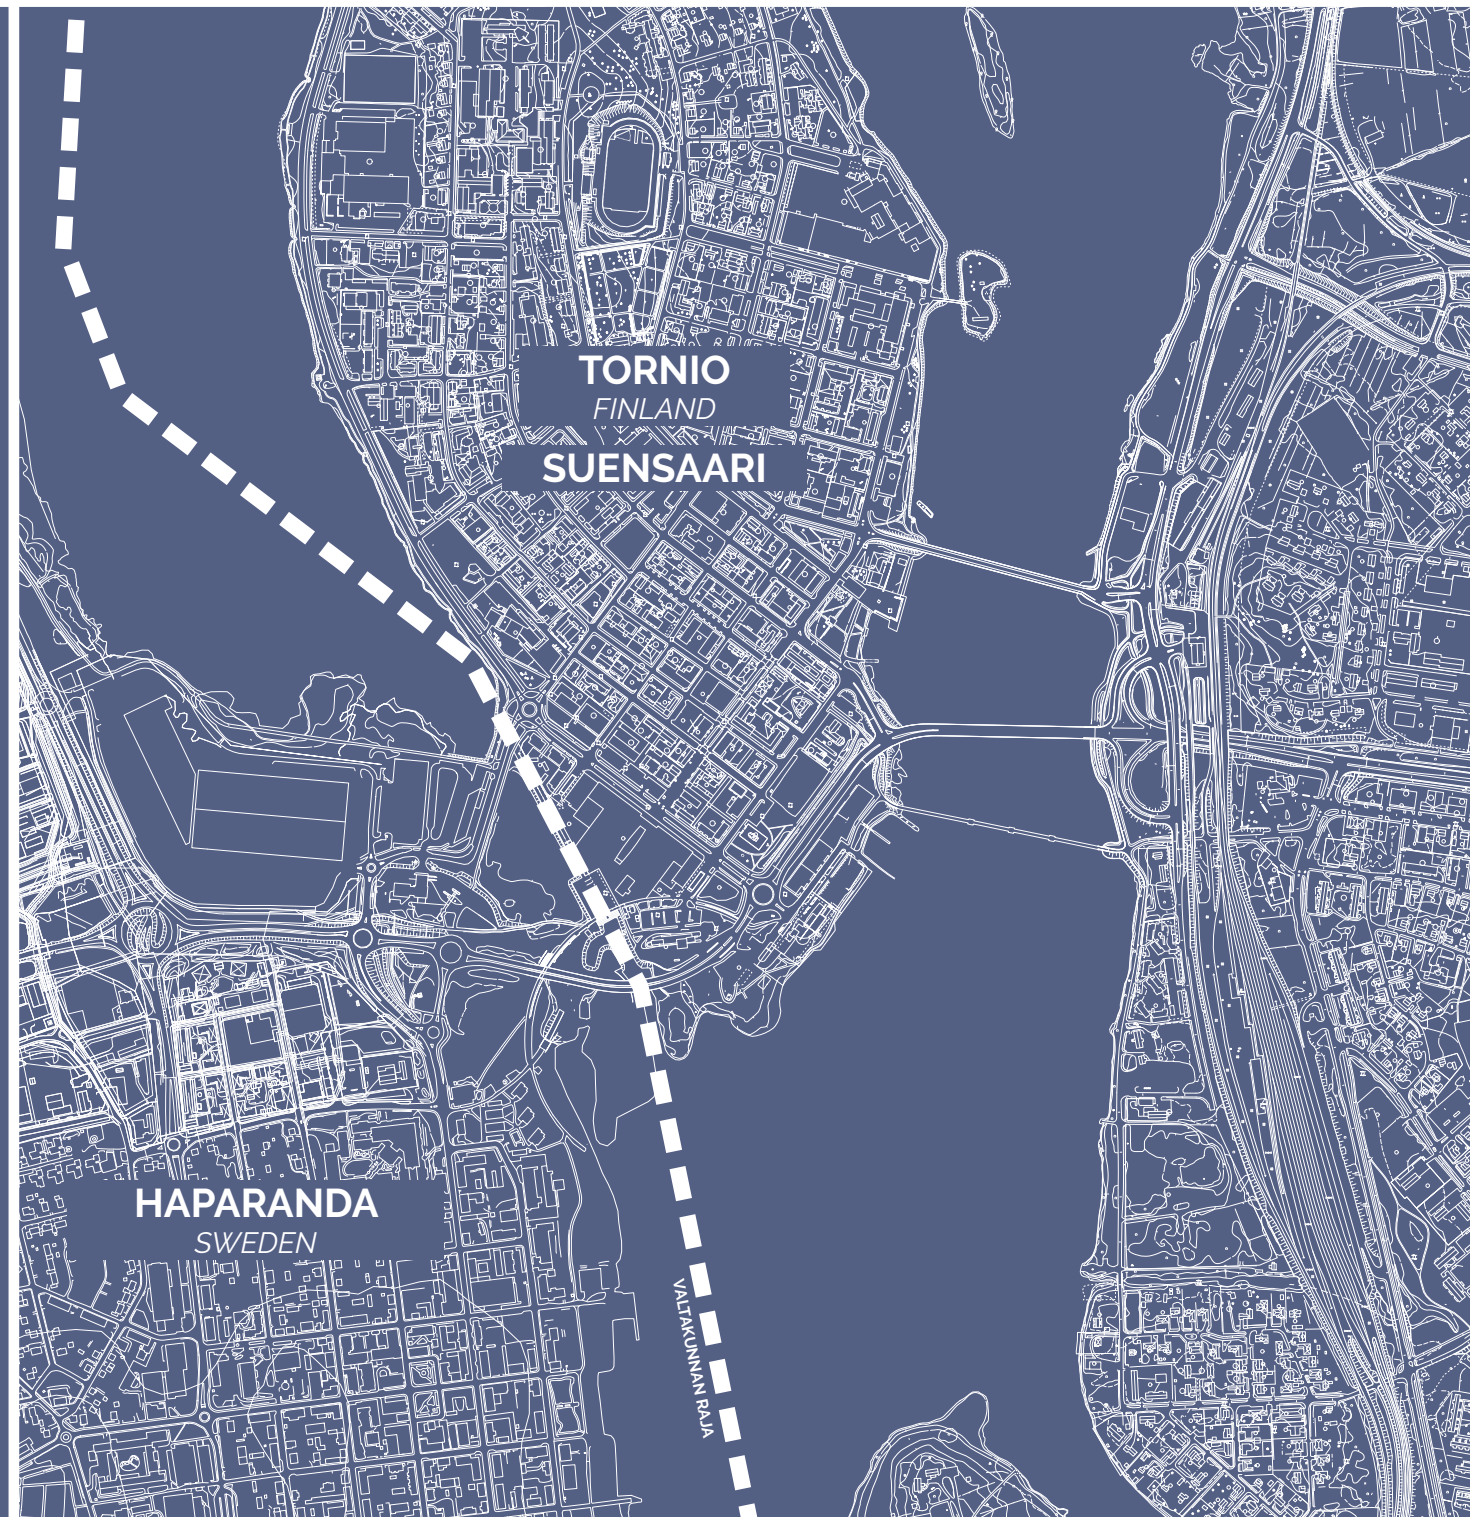 TORNIO
FINLAND
SUENSAARI
HAPARANDA
SWEDEN
VALTAKUNNAN RAJA